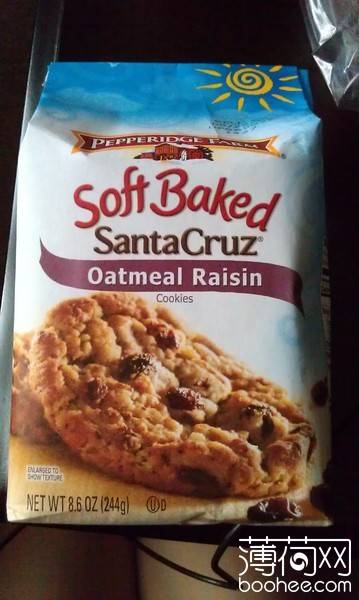 PEPPERIDGE FARM
Soft Baked
SantaCruz®
Oatmeal Raisin
Cookies
ENLARGED TO
SHOW TEXTURE
NET WT 8.6 OZ (244g)
U D
薄荷网
boohee.com